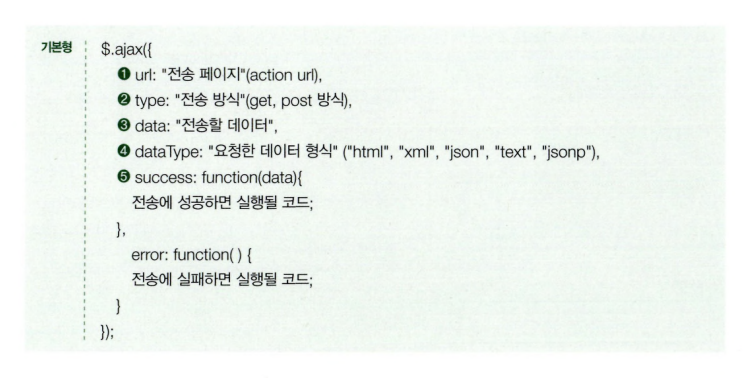 기본형 $.ajax({
❶ url: "전송 페이지"(action url),
❷ type: "전송 방식"(get, post 방식),
❸ data: "전송할 데이터",
❹ dataType: "요청한 데이터 형식" ("html", "xml", "json", "text", "jsonp"),
❺ success: function(data){
전송에 성공하면 실행될 코드;
},
error: function( ) {
전송에 실패하면 실행될 코드;
}
});